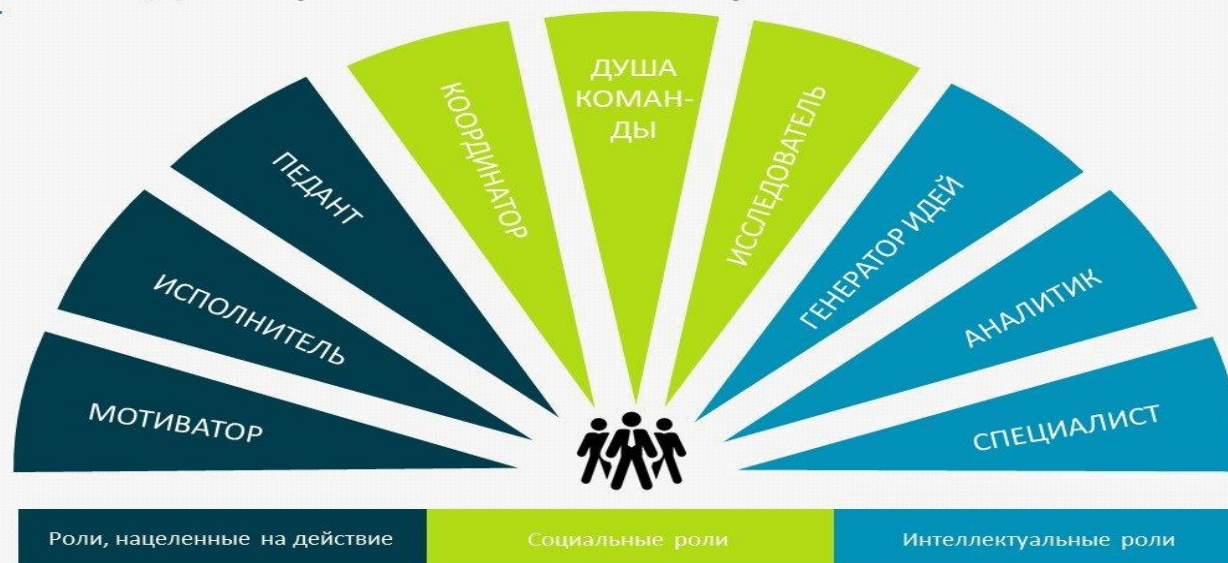 МОТИВАТОР
ИСПОЛНИТЕЛЬ
ПЕДАНТ
КООРДИНАТОР
ДУША
КОМАН-
ДЫ
ИССЛЕДОВАТЕЛЬ
ГЕНЕРАТОР ИДЕЙ
АНАЛИТИК
СПЕЦИАЛИСТ
Роли, нацеленные на действие
Социальные роли
Интеллектуальные роли